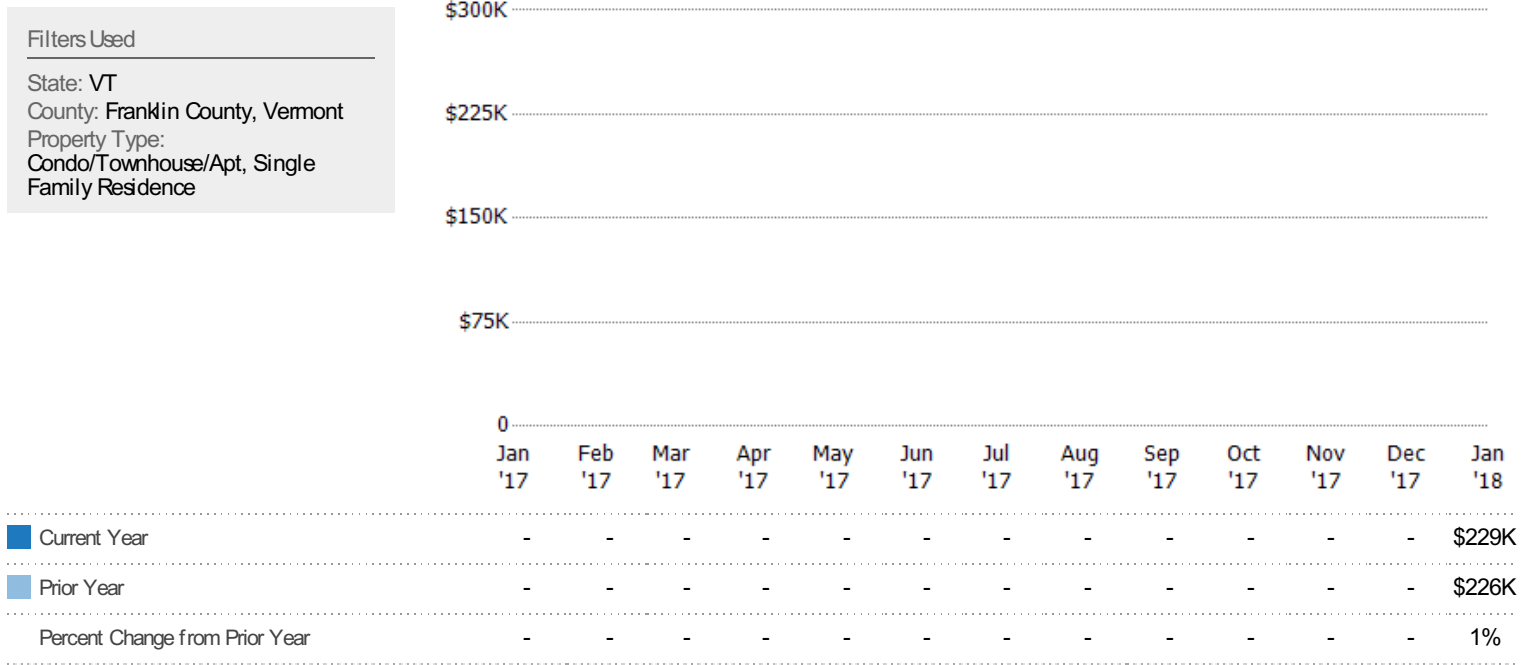 Filters Used
State: VT
County: Franklin County, Vermont
Property Type:
Condo/Townhouse/Apt, Single
Family Residence
$300K
$225K
$150K
$75K
0
Jan Feb Mar Apr May Jun Jul Aug Sep Oct Nov Dec Jan
'17 '17 '17 '17 '17 '17 '17 '17 '17 '17 '17 '17 '18
Current Year - - - - - - - - - - - - $229K
Prior Year - - - - - - - - - - - - $226K
Percent Change from Prior Year - - - - - - - - - - - - 1%